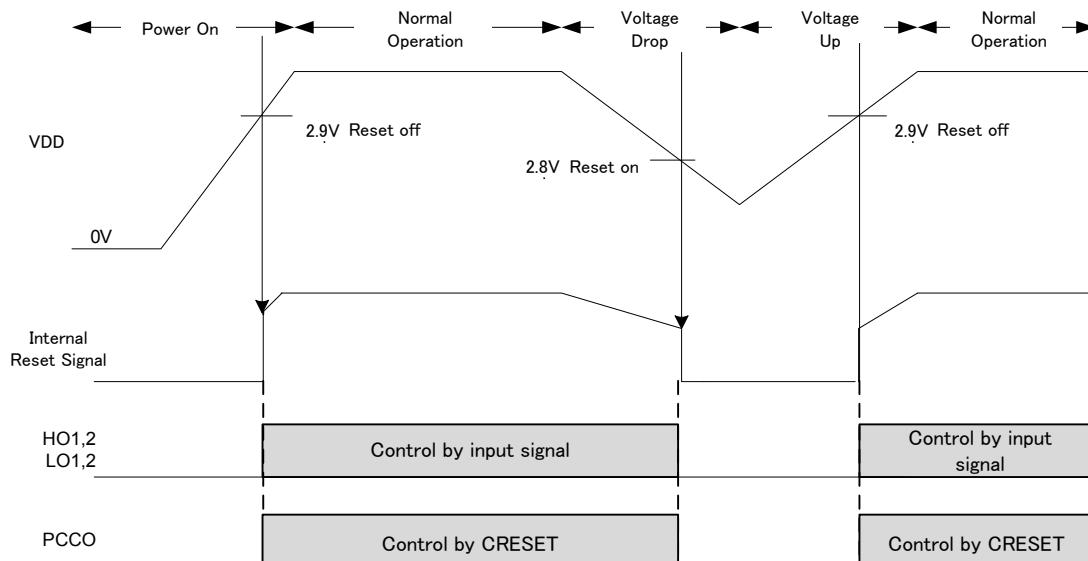 Power On
Normal
Operation
Voltage
Drop
Voltage
Up
Normal
Operation
VDD
2.9V Reset off
2.8V Reset on
2.9V Reset off
0V
Internal
Reset Signal
HO1,2
LO1,2
Control by input signal
Control by input
signal
PCCO
Control by CRESET
Control by CRESET